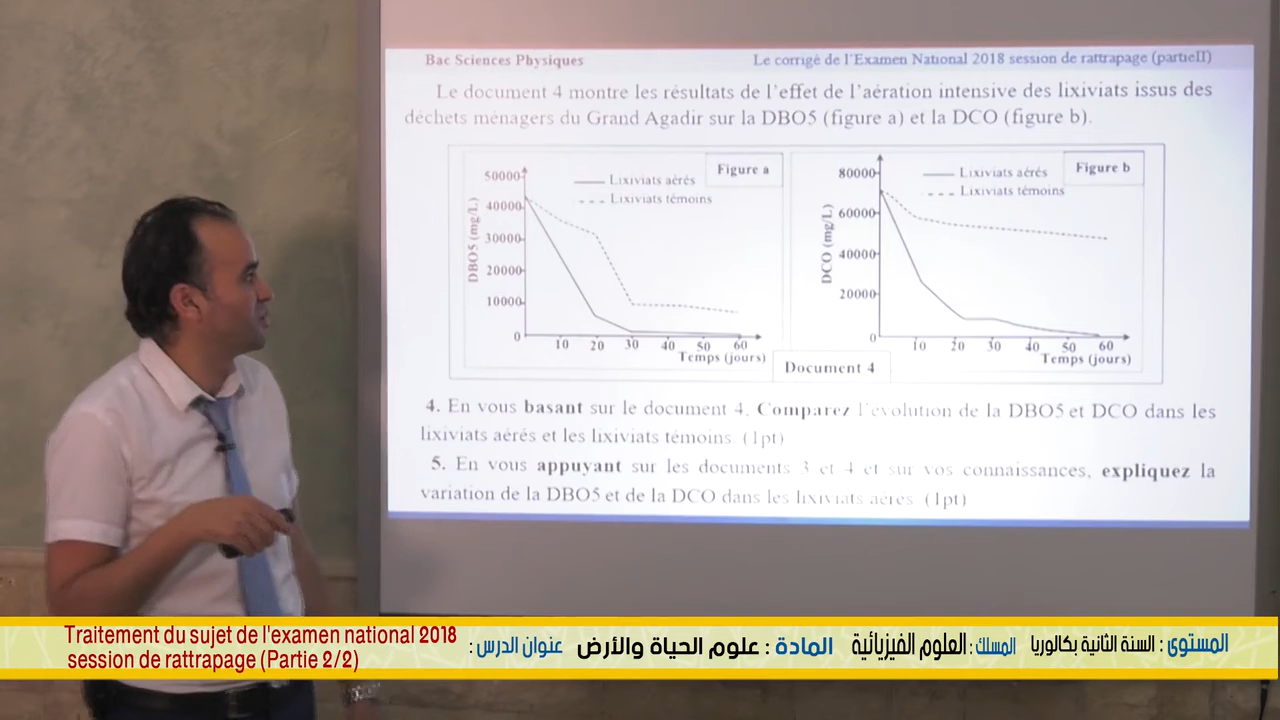 Bac Sciences Physiques
Le corrigé de l'Examen National 2018 session de rattrapage (partieII)
Le document 4 montre les résultats de l'effet de l'aération intensive des lixiviats issus des
déchets ménagers du Grand Agadir sur la DBO5 (figure a) et la DCO (figure b).
Figure a
Lixiviats aérés
Lixiviats témoins
DBO5 (mg/L)
50000
40000
30000
20000
10000
0
10 20 30 40 50 60
Temps (jours)
Figure b
Lixiviats aérés
Lixiviats témoins
DCO (mg/L)
80000
60000
40000
20000
0
10 20 30 40 50 60
Temps (jours)
Document 4
4. En vous basant sur le document 4. Comparez l'évolution de la DBO5 et DCO dans les
lixiviats aérés et les lixiviats témoins. (1pt)
5. En vous appuyant sur les documents 3 et 4 et sur vos connaissances, expliquez la
variation de la DBO5 et de la DCO dans les lixiviats aérés. (1pt)
المستوى : السنة الثانية بكالوريا المسلك : العلوم الفيزيائية المادة : علوم الحياة والأرض عنوان الدرس :
Traitement du sujet de l'examen national 2018
session de rattrapage (Partie 2/2)